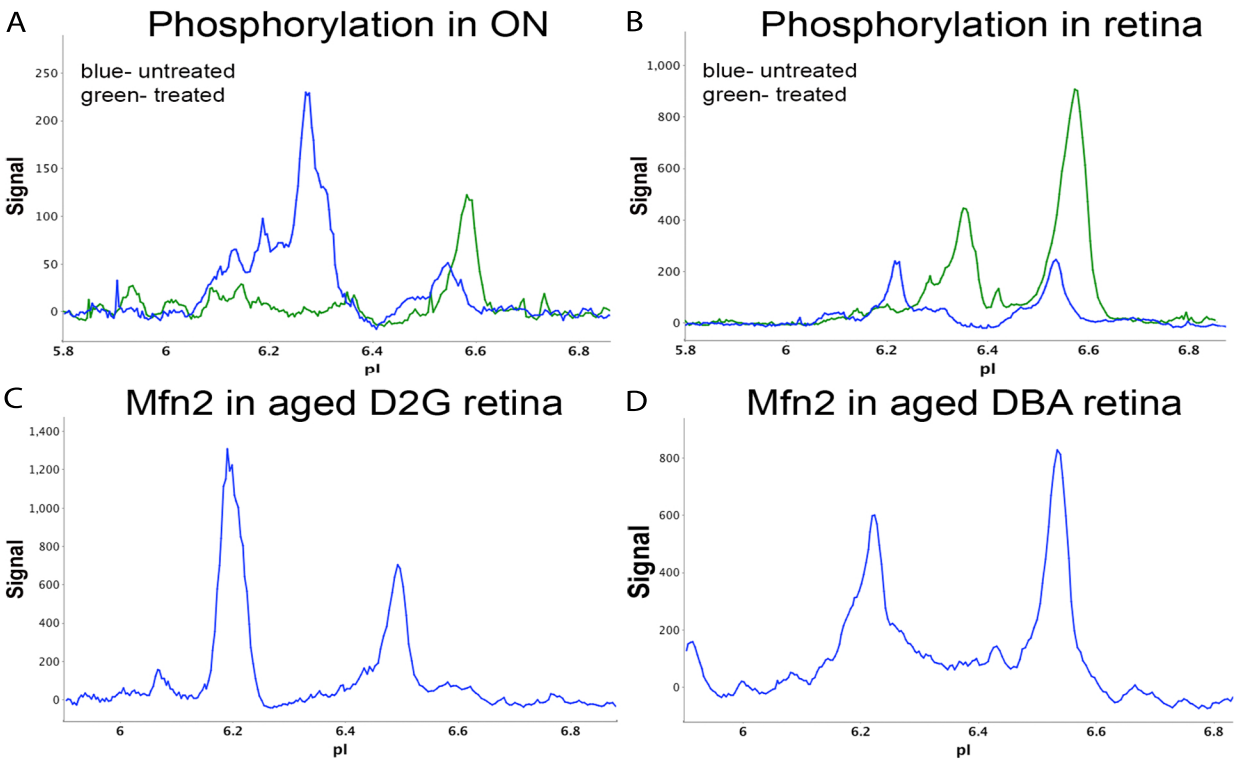 A
Phosphorylation in ON
blue- untreated
green- treated
Signal
250
200
150
100
50
0
5.8 6 6.2 6.4 6.6 6.8
pI
B
Phosphorylation in retina
blue- untreated
green- treated
Signal
1,000
800
600
400
200
0
5.8 6 6.2 6.4 6.6 6.8
pI
C
Mfn2 in aged D2G retina
Signal
1,400
1,200
1,000
800
600
400
200
0
6 6.2 6.4 6.6 6.8
pI
D
Mfn2 in aged DBA retina
Signal
800
600
400
200
0
6 6.2 6.4 6.6 6.8
pI